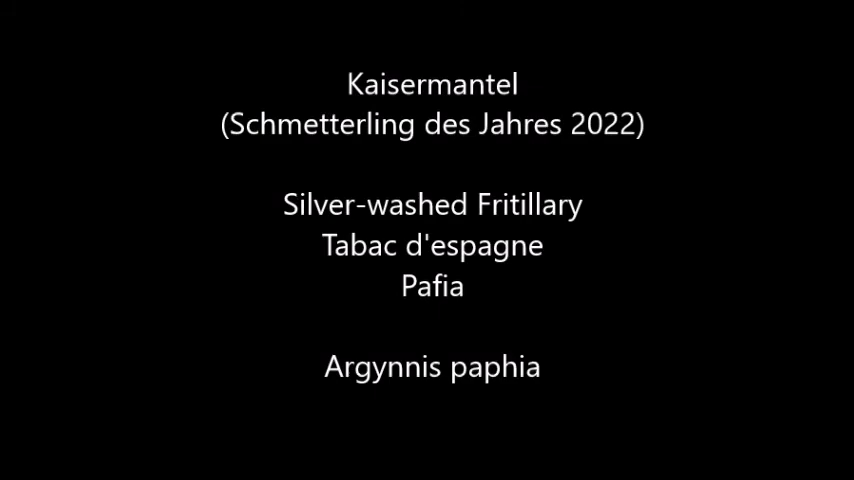 Kaisermantel
(Schmetterling des Jahres 2022)
Silver-washed Fritillary
Tabac d'espagne
Pafia
Argynnis paphia